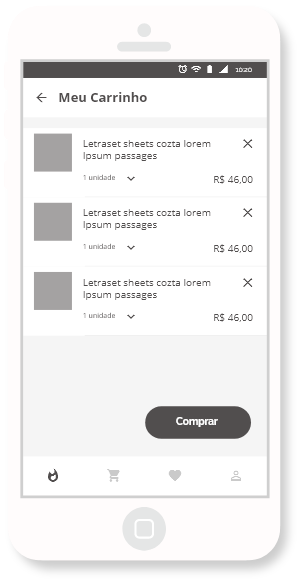 10:20
Meu Carrinho
Letraset sheets cozta lorem
Ipsum passages
1 unidade
R$ 46,00
Letraset sheets cozta lorem
Ipsum passages
1 unidade
R$ 46,00
Letraset sheets cozta lorem
Ipsum passages
1 unidade
R$ 46,00
Comprar